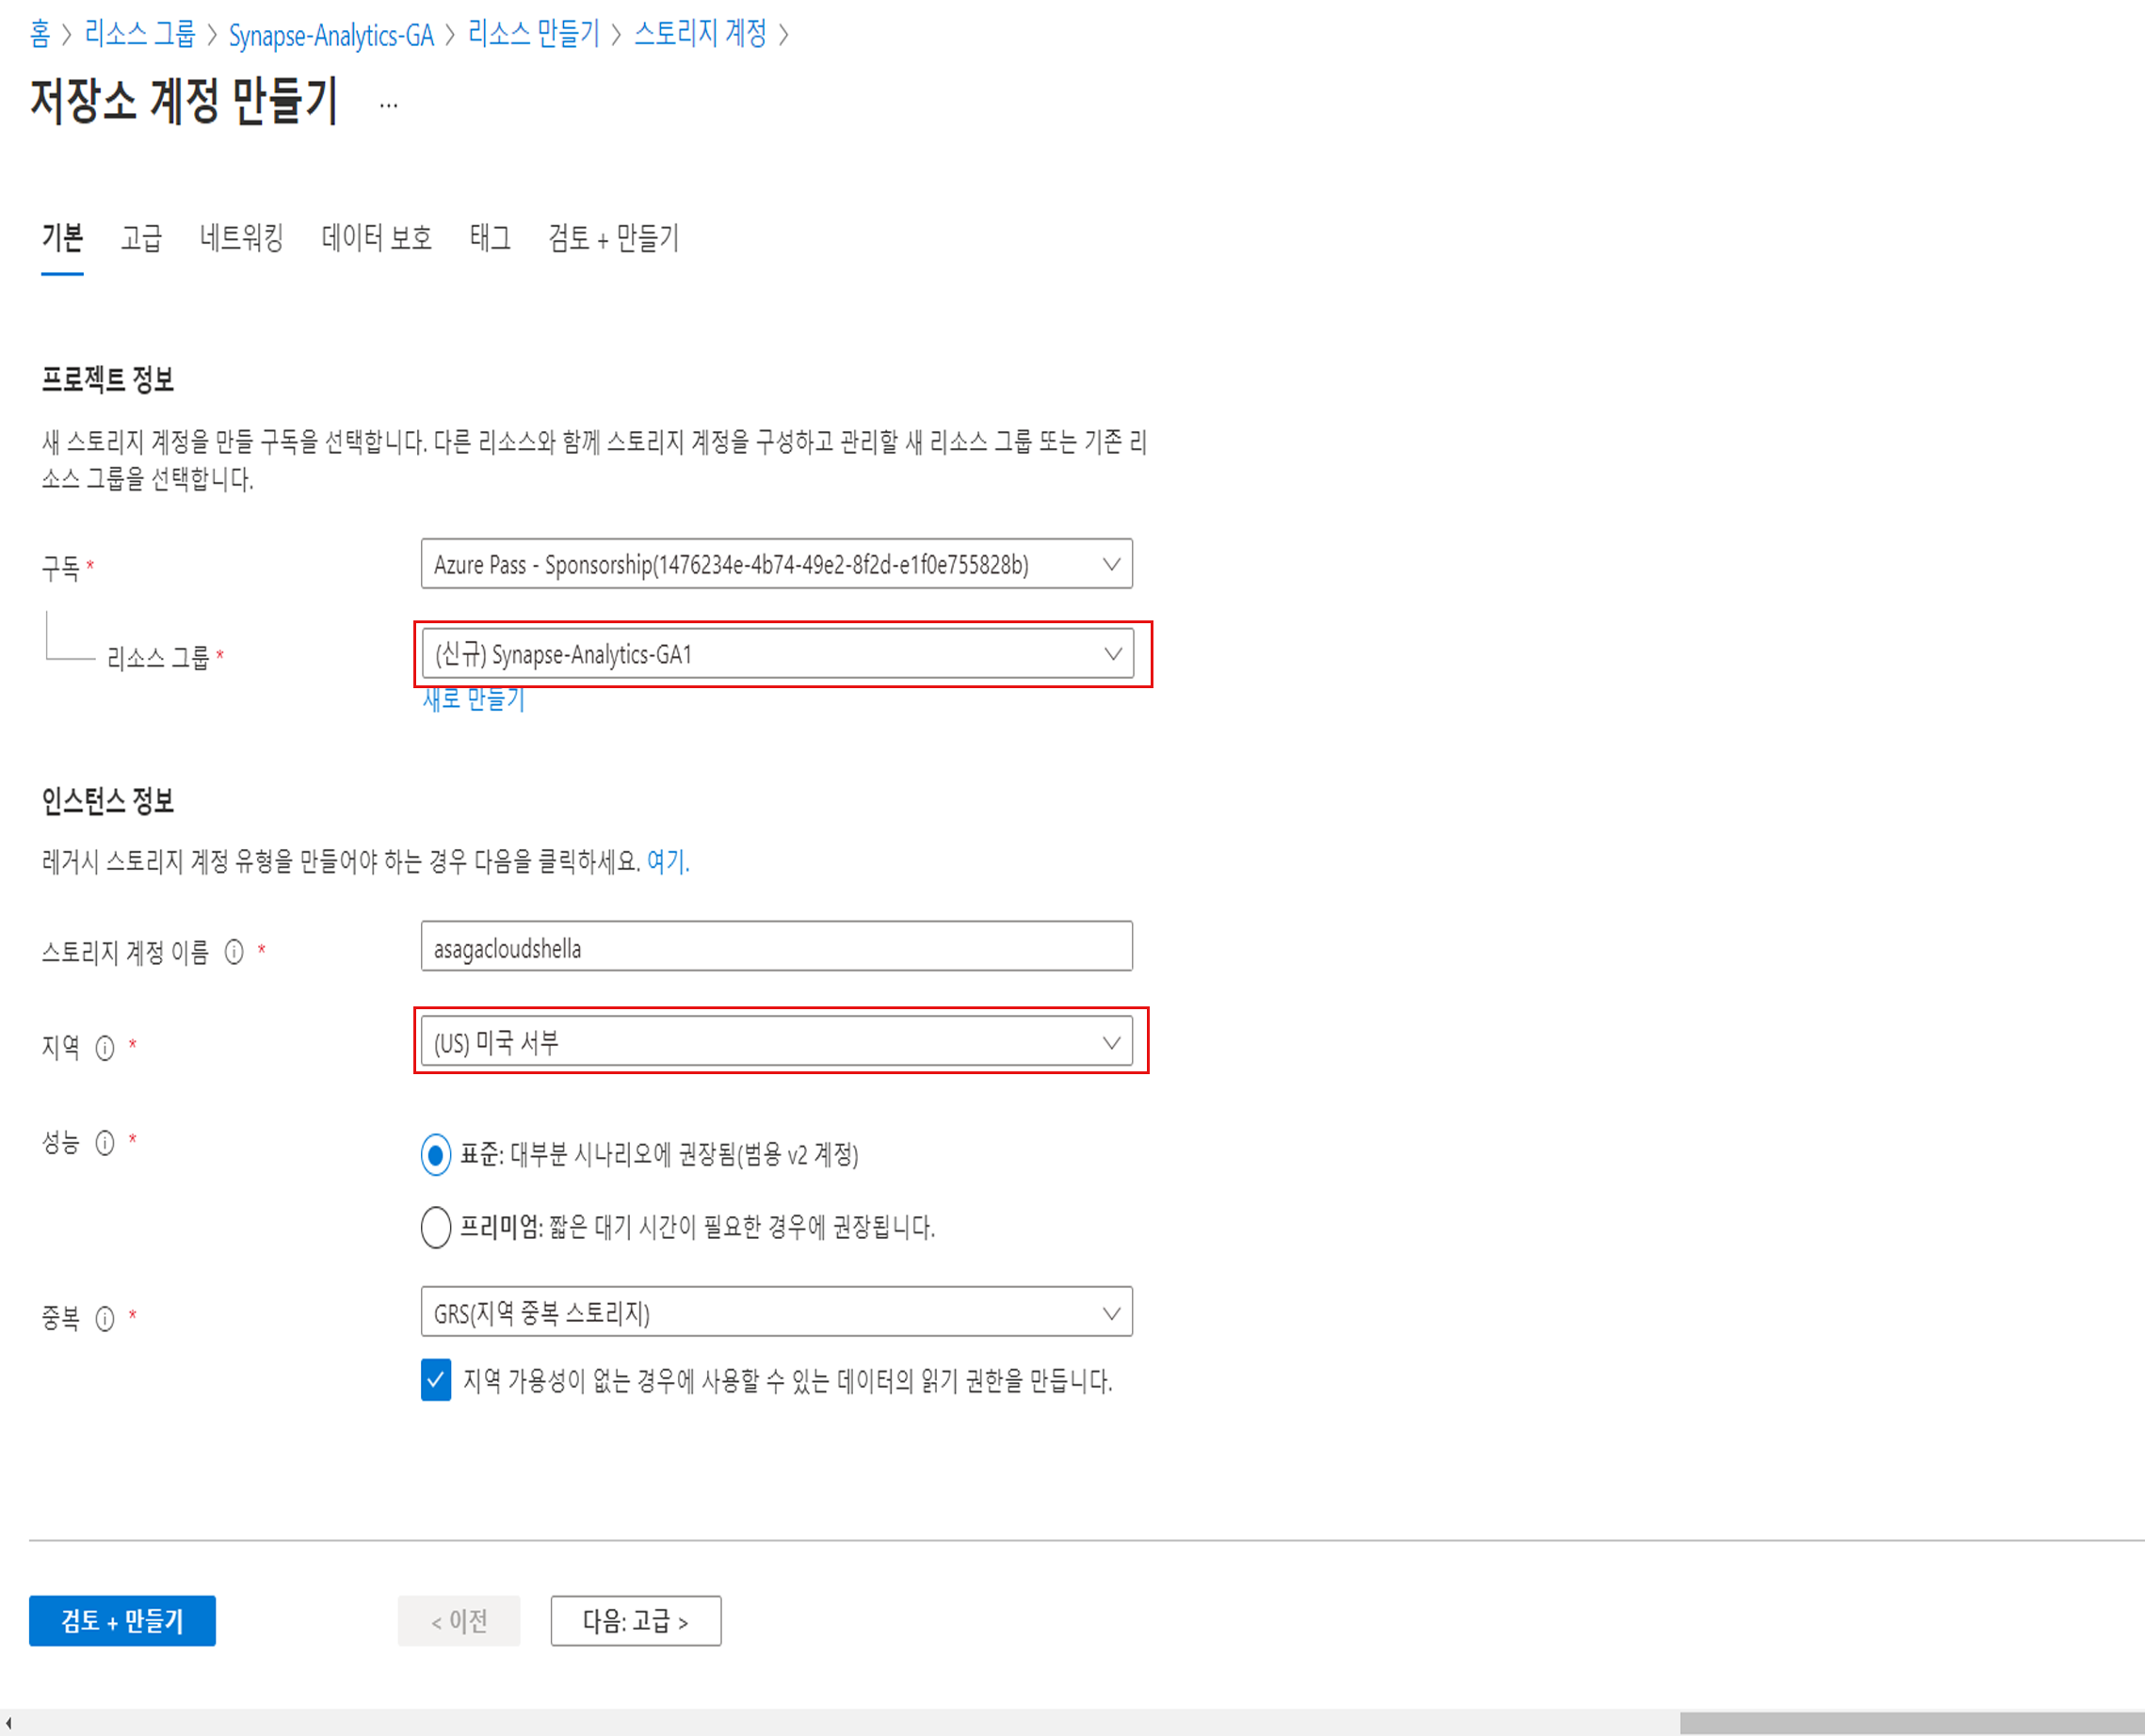 홈 > 리소스 그룹 > Synapse-Analytics-GA > 리소스 만들기 > 스토리지 계정 >
저장소 계정 만들기 ...
기본 고급 네트워킹 데이터 보호 태그 검토 + 만들기
프로젝트 정보
새 스토리지 계정을 만들 구독을 선택합니다. 다른 리소스와 함께 스토리지 계정을 구성하고 관리할 새 리소스 그룹 또는 기존 리
소스 그룹을 선택합니다.
구독 * Azure Pass - Sponsorship(1476234e-4b74-49e2-8f2d-e1f0e755828b)
리소스 그룹 * (신규) Synapse-Analytics-GA1
새로 만들기
인스턴스 정보
레거시 스토리지 계정 유형을 만들어야 하는 경우 다음을 클릭하세요. 여기.
스토리지 계정 이름 * asagacloudshella
지역 * (US) 미국 서부
성능 * 표준: 대부분 시나리오에 권장됨(범용 v2 계정)
프리미엄: 짧은 대기 시간이 필요한 경우에 권장됩니다.
중복 * GRS(지역 중복 스토리지)
지역 가용성이 없는 경우에 사용할 수 있는 데이터의 읽기 권한을 만듭니다.
검토 + 만들기 < 이전 다음: 고급 >